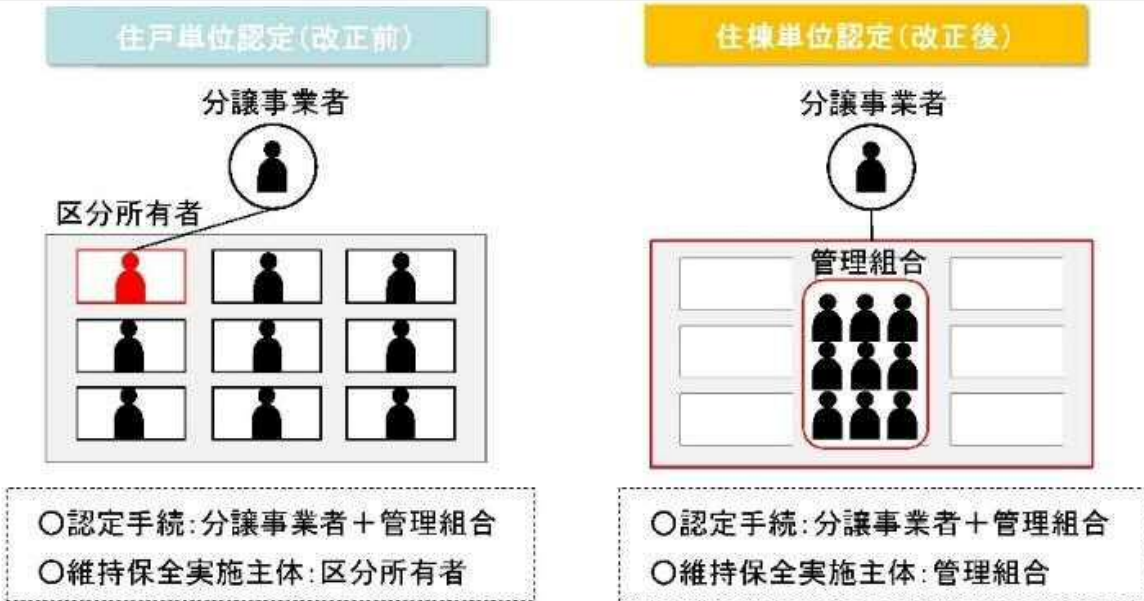 住戸単位認定(改正前)
分譲事業者
区分所有者
〇認定手続:分譲事業者+管理組合
〇維持保全実施主体:区分所有者
住棟単位認定(改正後)
分譲事業者
管理組合
〇認定手続:分譲事業者+管理組合
〇維持保全実施主体:管理組合